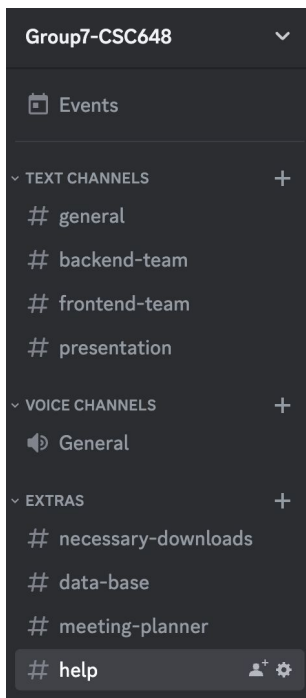 Group7-CSC648
Events
TEXT CHANNELS
general
backend-team
frontend-team
presentation
VOICE CHANNELS
General
EXTRAS
necessary-downloads
data-base
meeting-planner
help